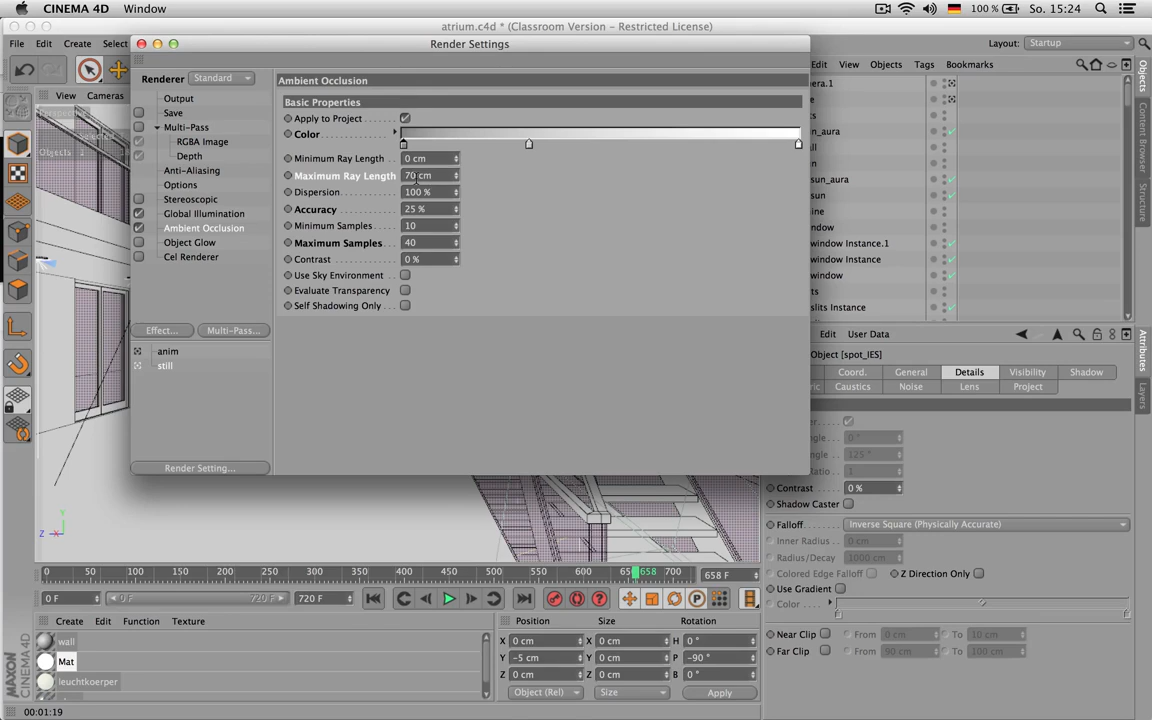 CINEMA 4D Window 100 % So. 15:24
atrium.c4d * (Classroom Version - Restricted License)
File Edit Create Select Layout: Startup
Render Settings
Renderer Standard
Output
Save
Multi-Pass
RGBA Image
Depth
Anti-Aliasing
Options
Stereoscopic
Global Illumination
Ambient Occlusion
Object Glow
Cel Renderer
Effect... Multi-Pass...
anim
still
Render Setting...
Ambient Occlusion
Basic Properties
Apply to Project
Color
Minimum Ray Length 0 cm
Maximum Ray Length 70 cm
Dispersion 100 %
Accuracy 25 %
Minimum Samples 10
Maximum Samples 40
Contrast 0 %
Use Sky Environment
Evaluate Transparency
Self Shadowing Only
View Cameras
File View Objects Tags Bookmarks
era.1
sun_aura
all
sun_aura
sun
ine
window Instance.1
window Instance
window
ts
slits Instance
Objects
Content Browser
Structure
Edit User Data
Object [spot_IES]
Coord. General Details Visibility Shadow
Caustics Noise Lens Project
Attributes
Layers
0 °
125 °
Ratio 1
Contrast 0 %
Shadow Caster
Falloff Inverse Square (Physically Accurate)
Inner Radius 0 cm
Radius/Decay 1000 cm
Colored Edge Falloff Z Direction Only
Use Gradient
Color
Near Clip From 0 cm To 10 cm
Far Clip From 90 cm To 100 cm
Y
Z X
0 50 100 150 200 250 300 350 400 450 500 550 600 658 700 658 F
0 F 0 F 720 F 720 F
Create Edit Function Texture
wall
Mat
leuchtkoerper
Position Size Rotation
X 0 cm X 0 cm H 0 °
Y -5 cm Y 0 cm P -90 °
Z 0 cm Z 0 cm B 0 °
Object (Rel) Size Apply
MAXON
CINEMA 4D
00:01:19